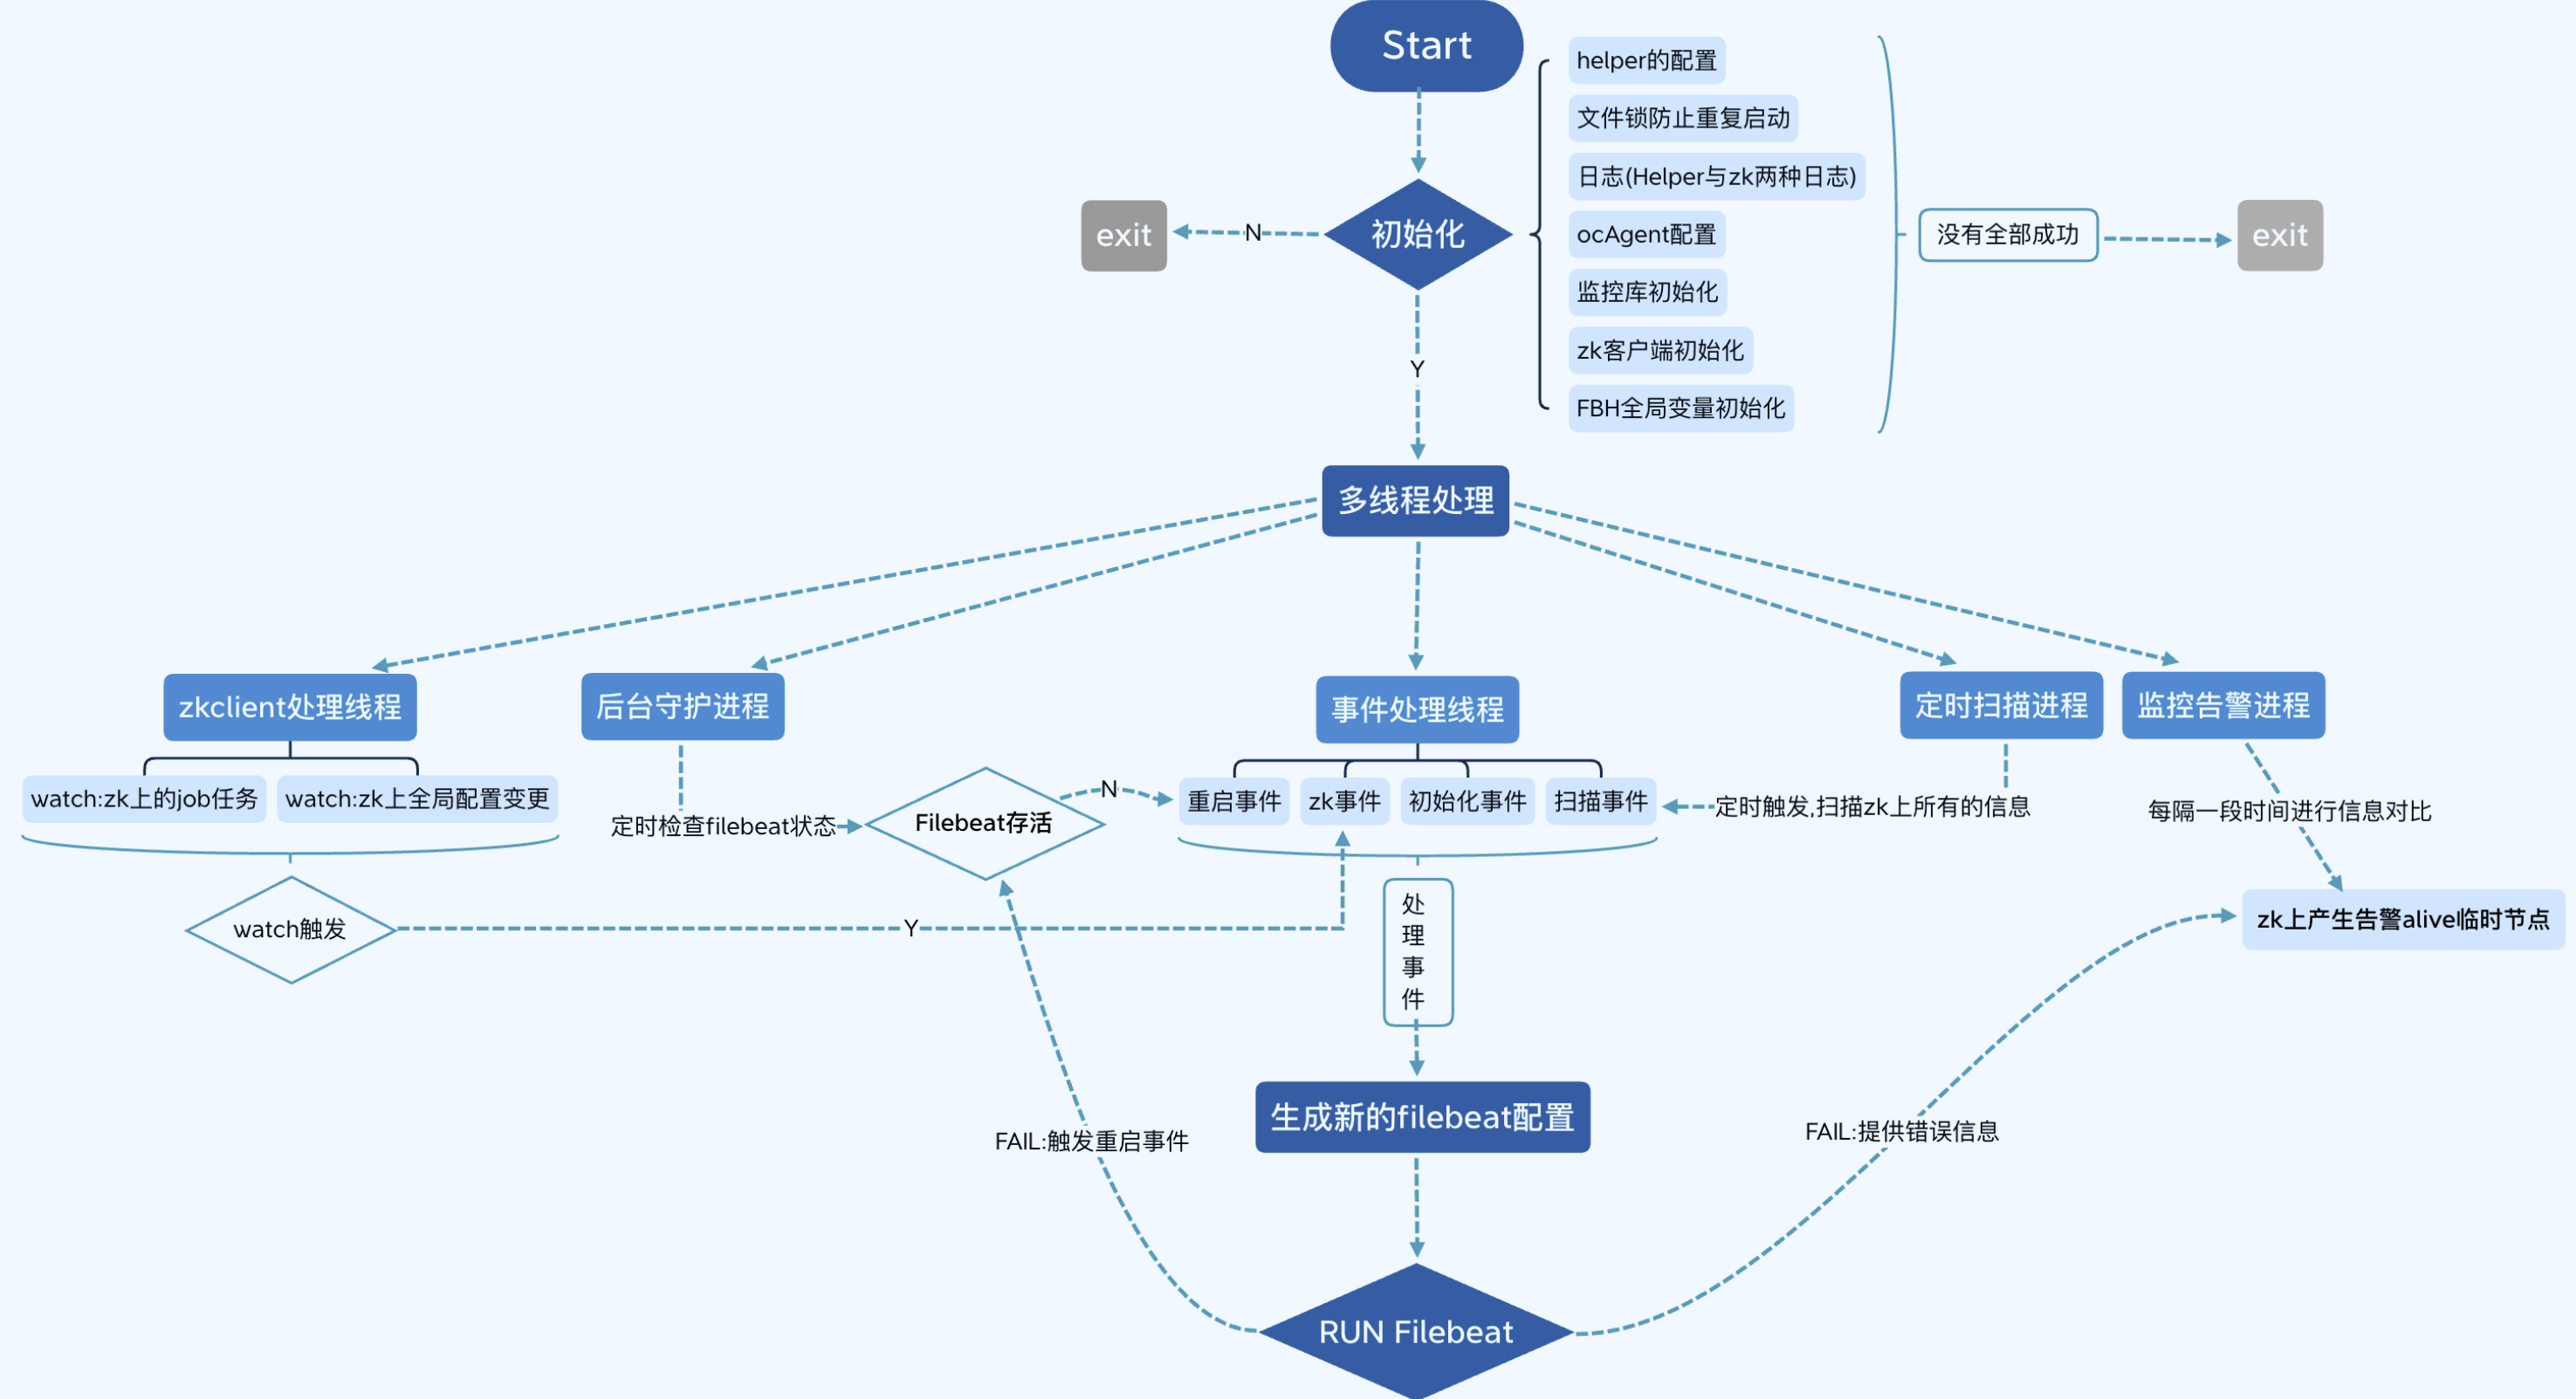 Start
helper的配置
文件锁防止重复启动
日志(Helper与zk两种日志)
ocAgent配置
监控库初始化
zk客户端初始化
FBH全局变量初始化
没有全部成功
exit
初始化
N
exit
Y
多线程处理
zkclient处理线程
后台守护进程
事件处理线程
定时扫描进程
监控告警进程
watch:zk上的job任务
watch:zk上全局配置变更
定时检查filebeat状态
Filebeat存活
N
重启事件
zk事件
初始化事件
扫描事件
定时触发,扫描zk上所有的信息
每隔一段时间进行信息对比
watch触发
Y
处
理
事
件
zk上产生告警alive临时节点
生成新的filebeat配置
FAIL:触发重启事件
FAIL:提供错误信息
RUN Filebeat